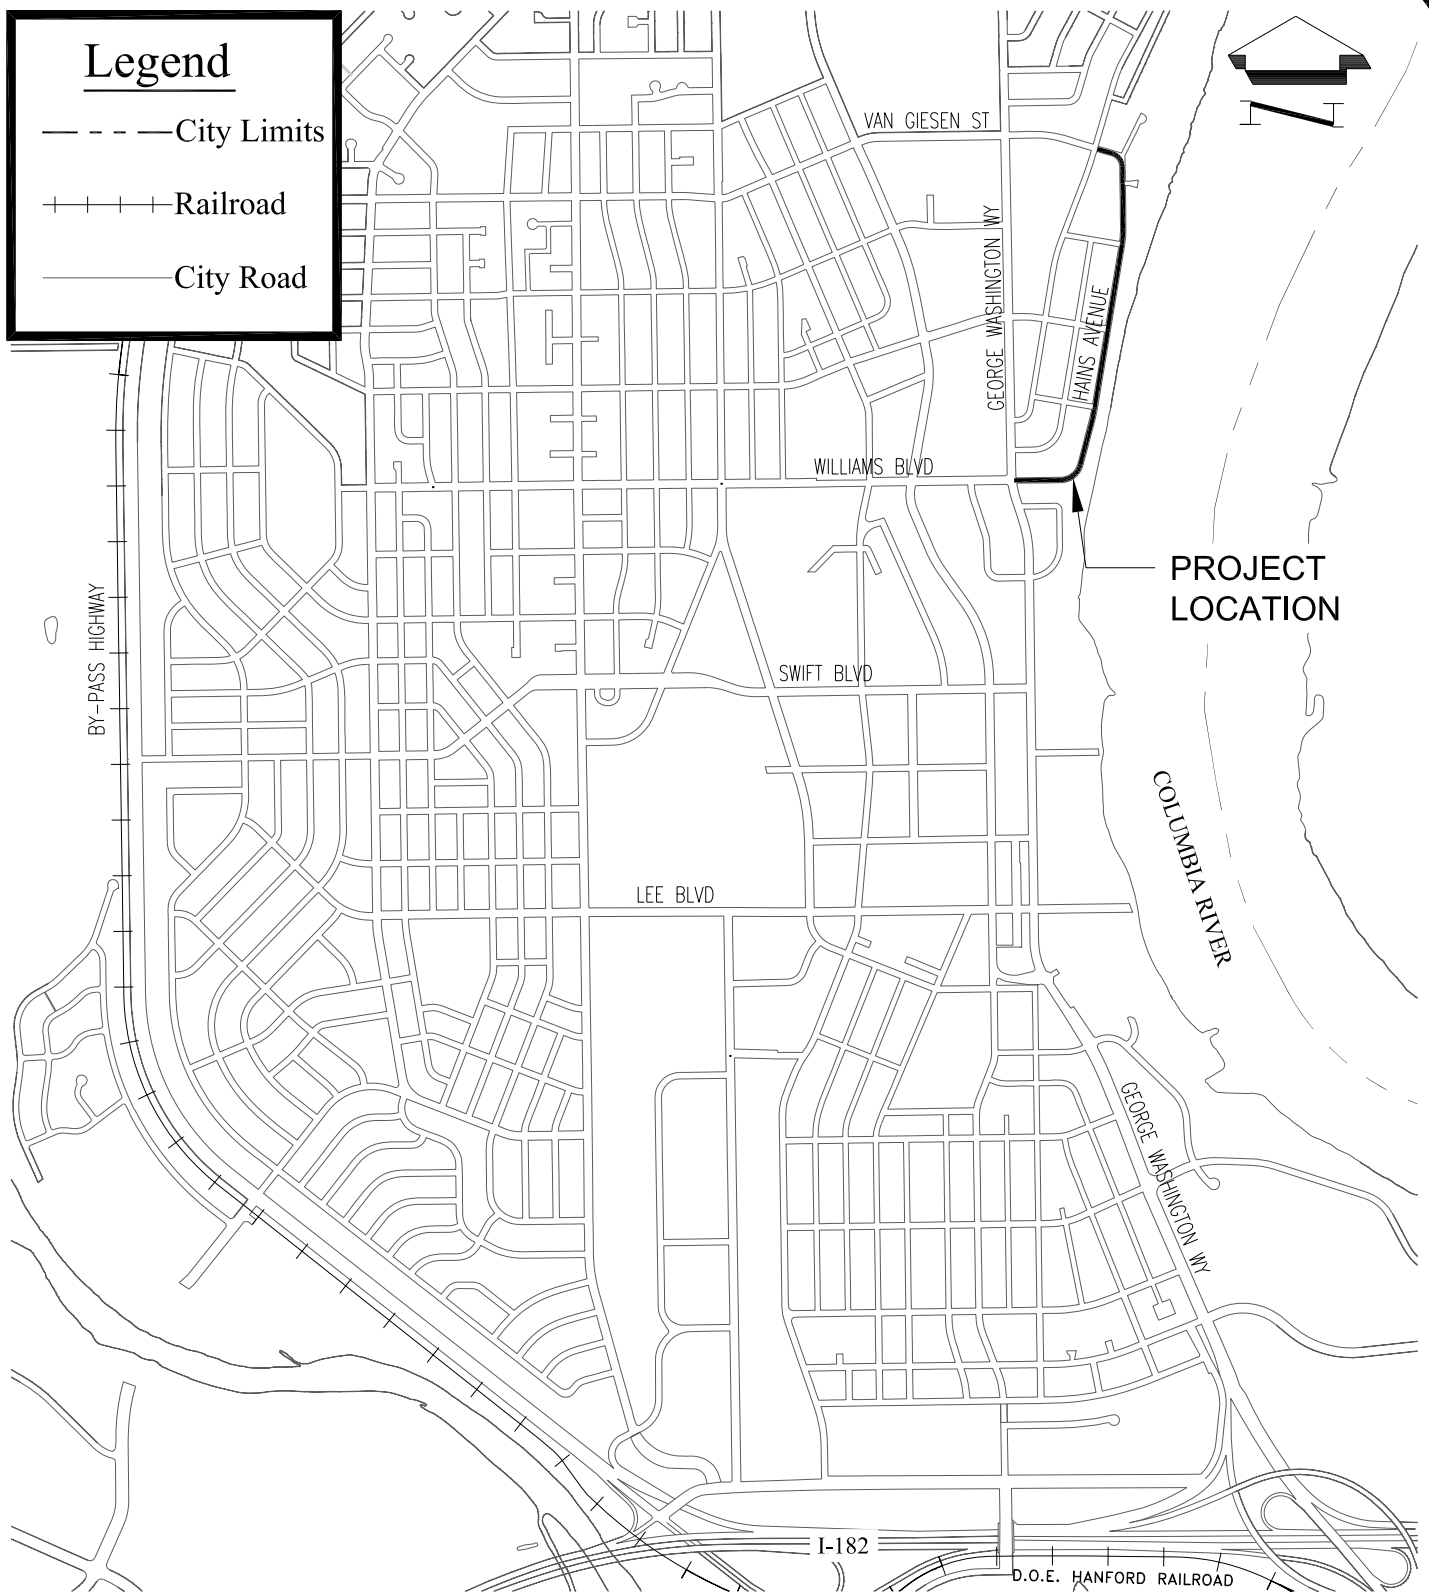 Legend
City Limits
Railroad
City Road
N
VAN GIESEN ST
GEORGE WASHINGTON WY
HAINS AVENUE
WILLIAMS BLVD
PROJECT
LOCATION
BY-PASS HIGHWAY
SWIFT BLVD
COLUMBIA RIVER
LEE BLVD
GEORGE WASHINGTON WY
I-182
D.O.E. HANFORD RAILROAD